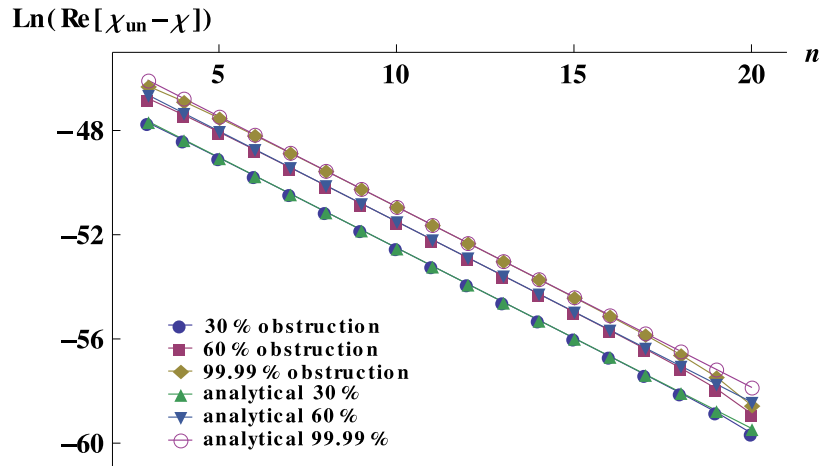 Ln(Re[χun−χ])
5 10 15 20 n
−48
−52
−56
−60
30% obstruction
60% obstruction
99.99% obstruction
analytical 30%
analytical 60%
analytical 99.99%